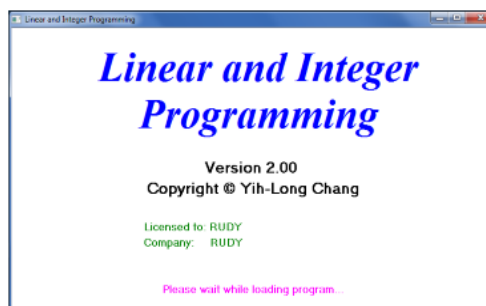 Linear and Integer Programming
Linear and Integer
Programming
Version 2.00
Copyright © Yih-Long Chang
Licensed to: RUDY
Company: RUDY
Please wait while loading program...